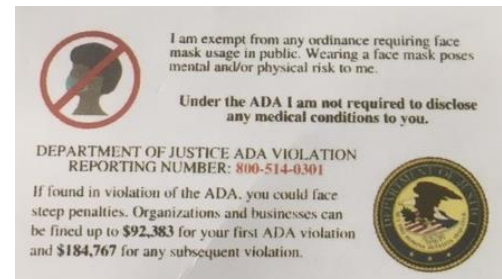 I am exempt from any ordinance requiring face
mask usage in public. Wearing a face mask poses
mental and/or physical risk to me.
Under the ADA I am not required to disclose
any medical conditions to you.
DEPARTMENT OF JUSTICE ADA VIOLATION
REPORTING NUMBER: 800-514-0301
If found in violation of the ADA, you could face
steep penalties. Organizations and businesses can
be fined up to $92,383 for your first ADA violation
and $184,767 for any subsequent violation.
DEPARTMENT OF JUSTICE